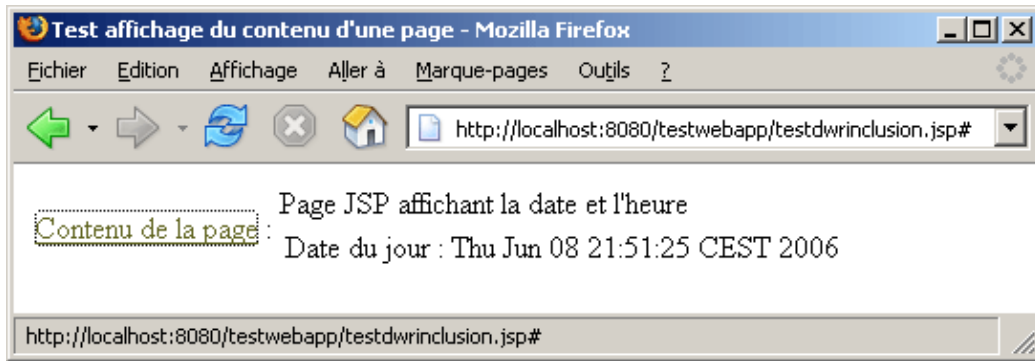 Test affichage du contenu d'une page - Mozilla Firefox
Fichier Edition Affichage Aller à Marque-pages Outils ?
http://localhost:8080/testwebapp/testdwrinclusion.jsp#
Page JSP affichant la date et l'heure
Contenu de la page :
Date du jour : Thu Jun 08 21:51:25 CEST 2006
http://localhost:8080/testwebapp/testdwrinclusion.jsp#